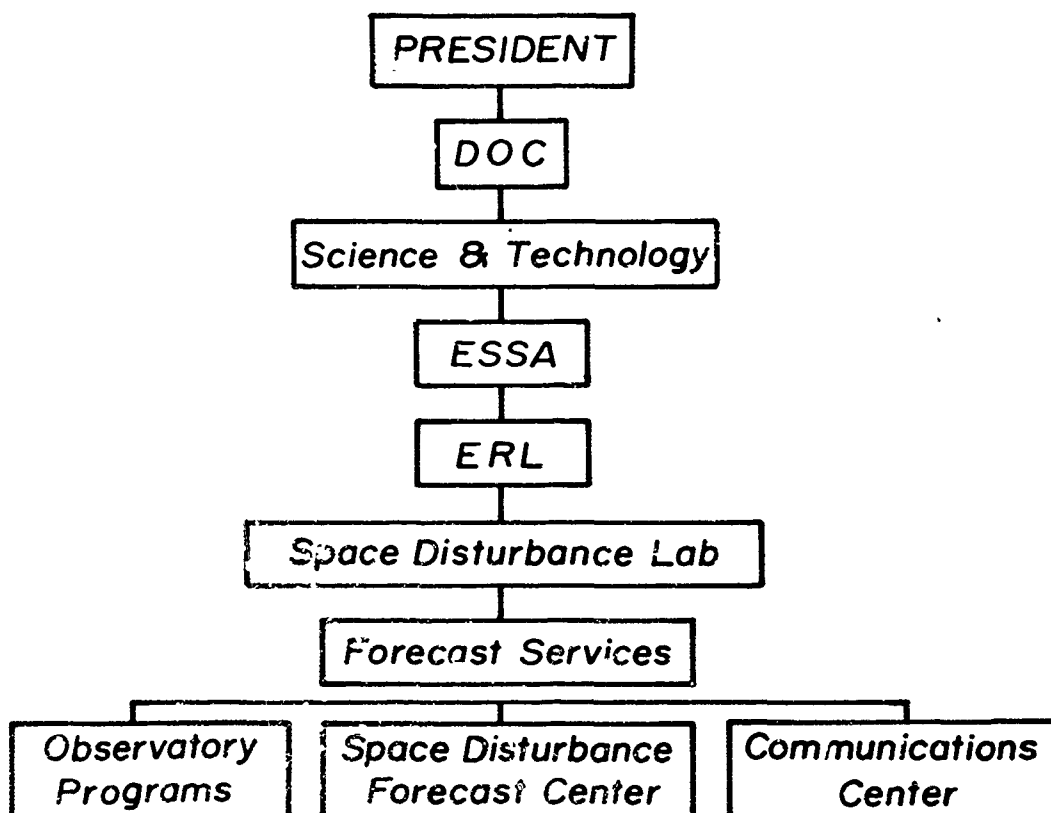 PRESIDENT
DOC
Science & Technology
ESSA
ERL
Space Disturbance Lab
Forecast Services
Observatory
Programs
Space Disturbance
Forecast Center
Communications
Center